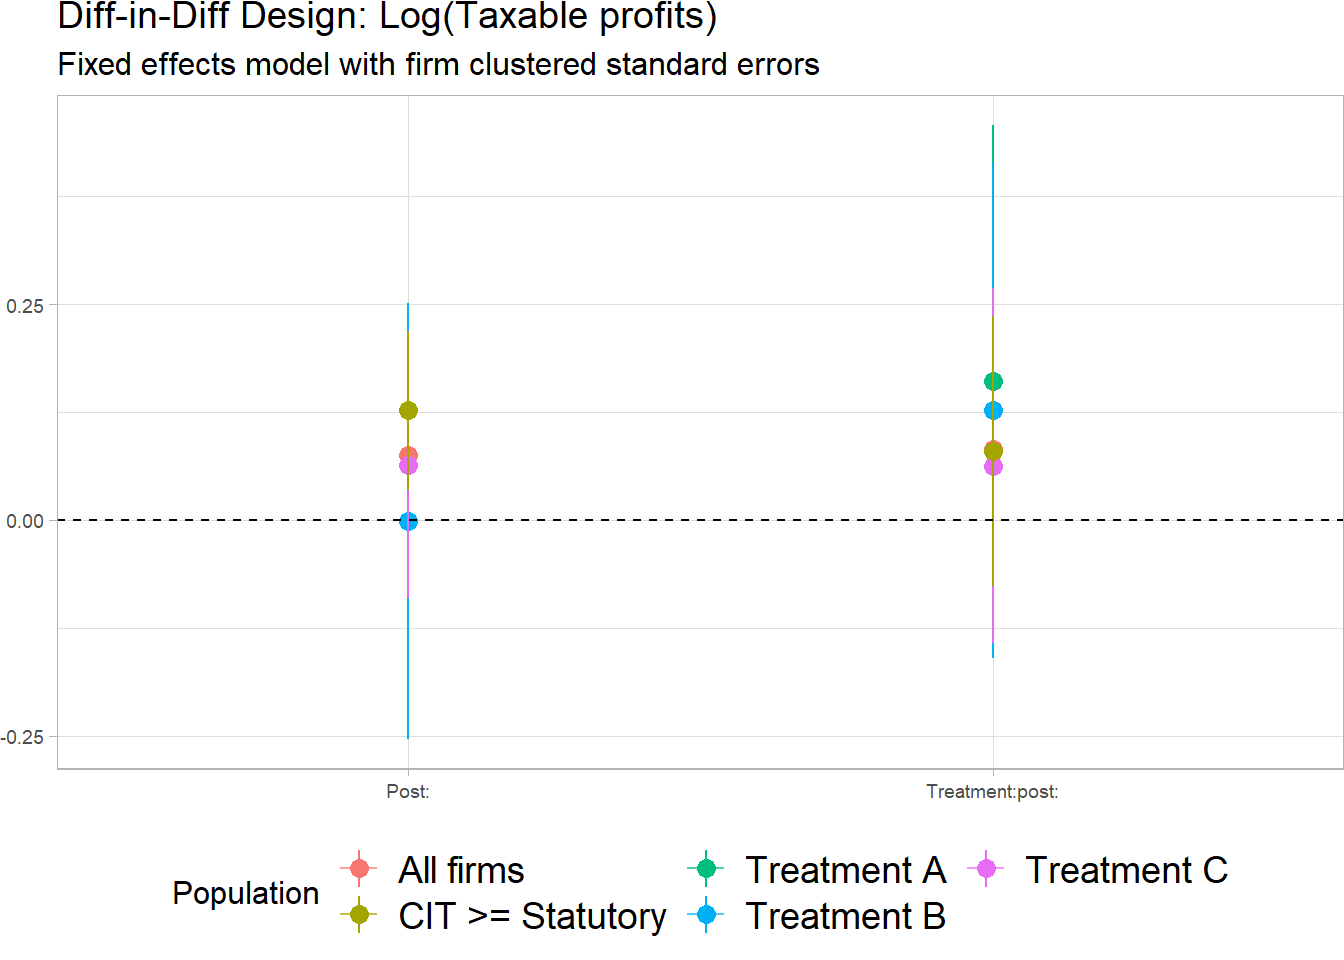 Diff-in-Diff Design: Log(Taxable profits)
Fixed effects model with firm clustered standard errors
0.25
0.00
-0.25
Post:
Treatment:post:
Population
All firms
CIT >= Statutory
Treatment A
Treatment B
Treatment C